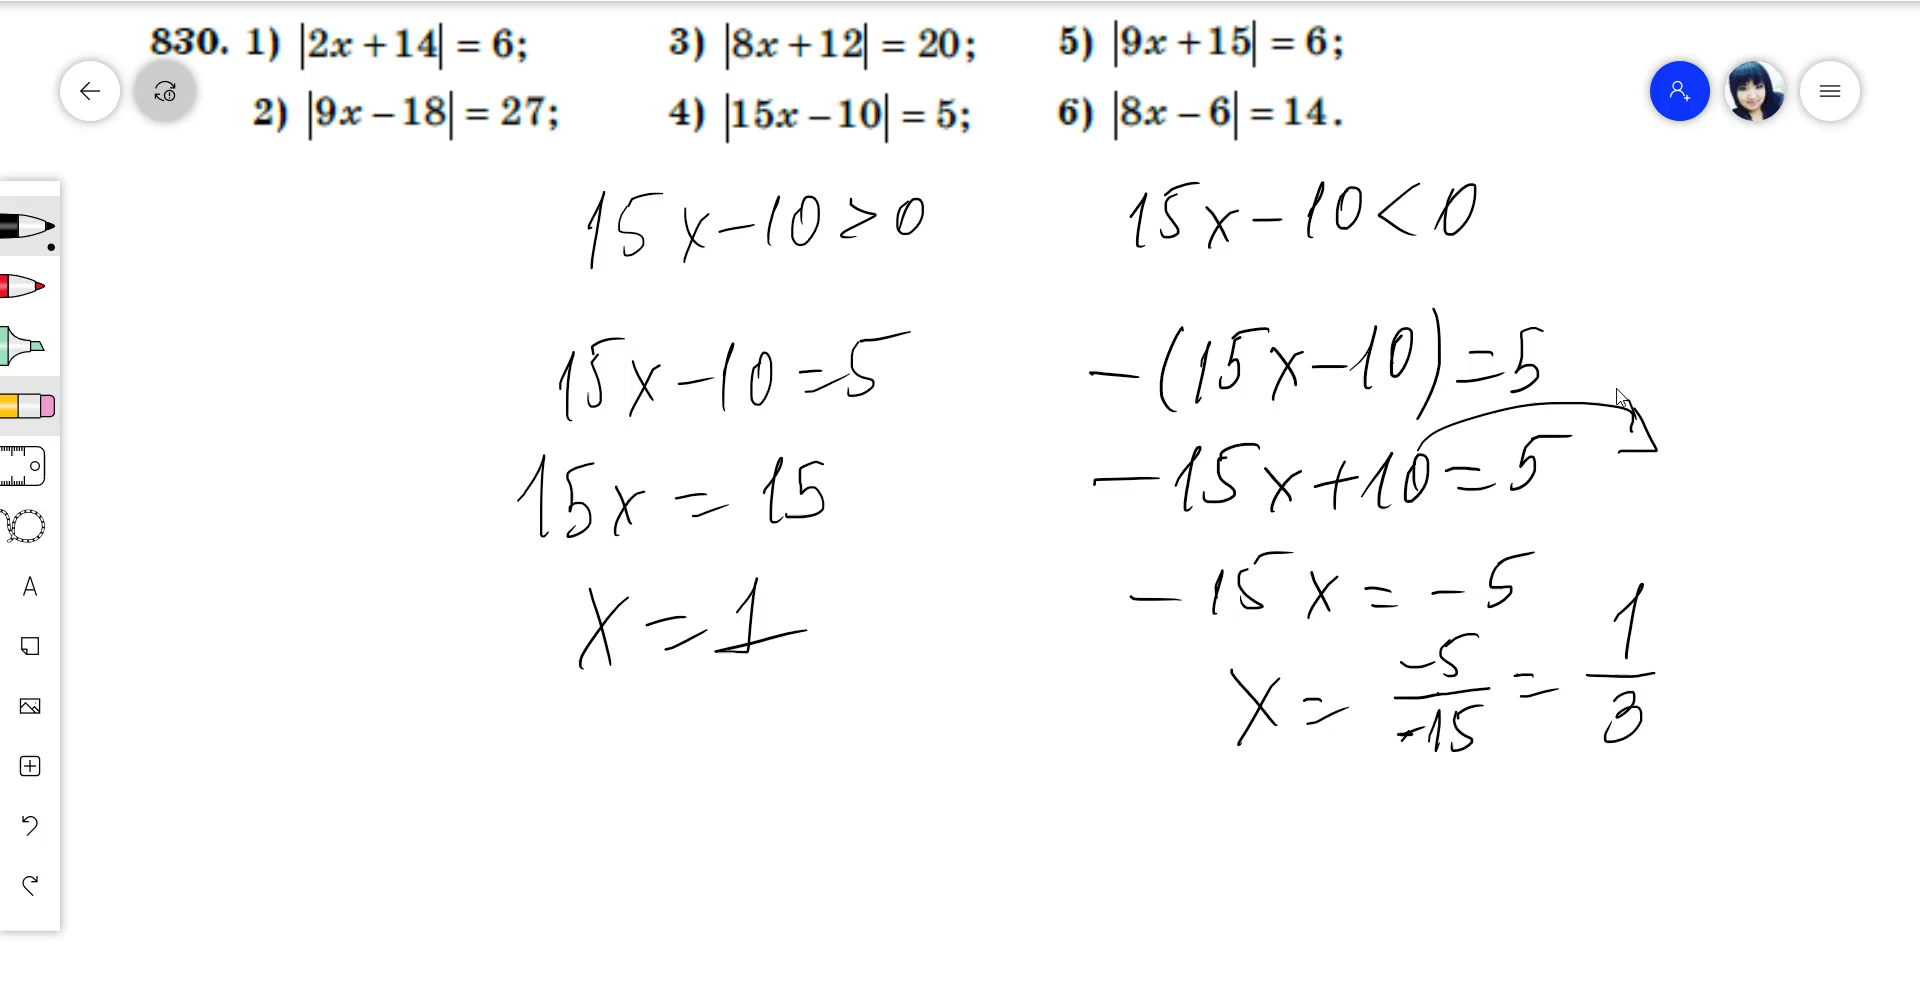 830. 1) |2x + 14| = 6; 3) |8x + 12| = 20; 5) |9x + 15| = 6;
2) |9x − 18| = 27; 4) |15x − 10| = 5; 6) |8x − 6| = 14.
15x − 10 > 0 15x − 10 < 0
15x − 10 = 5 −(15x − 10) = 5
15x = 15 −15x + 10 = 5
x = 1 −15x = −5
x = −5/−15 = 1/3
A